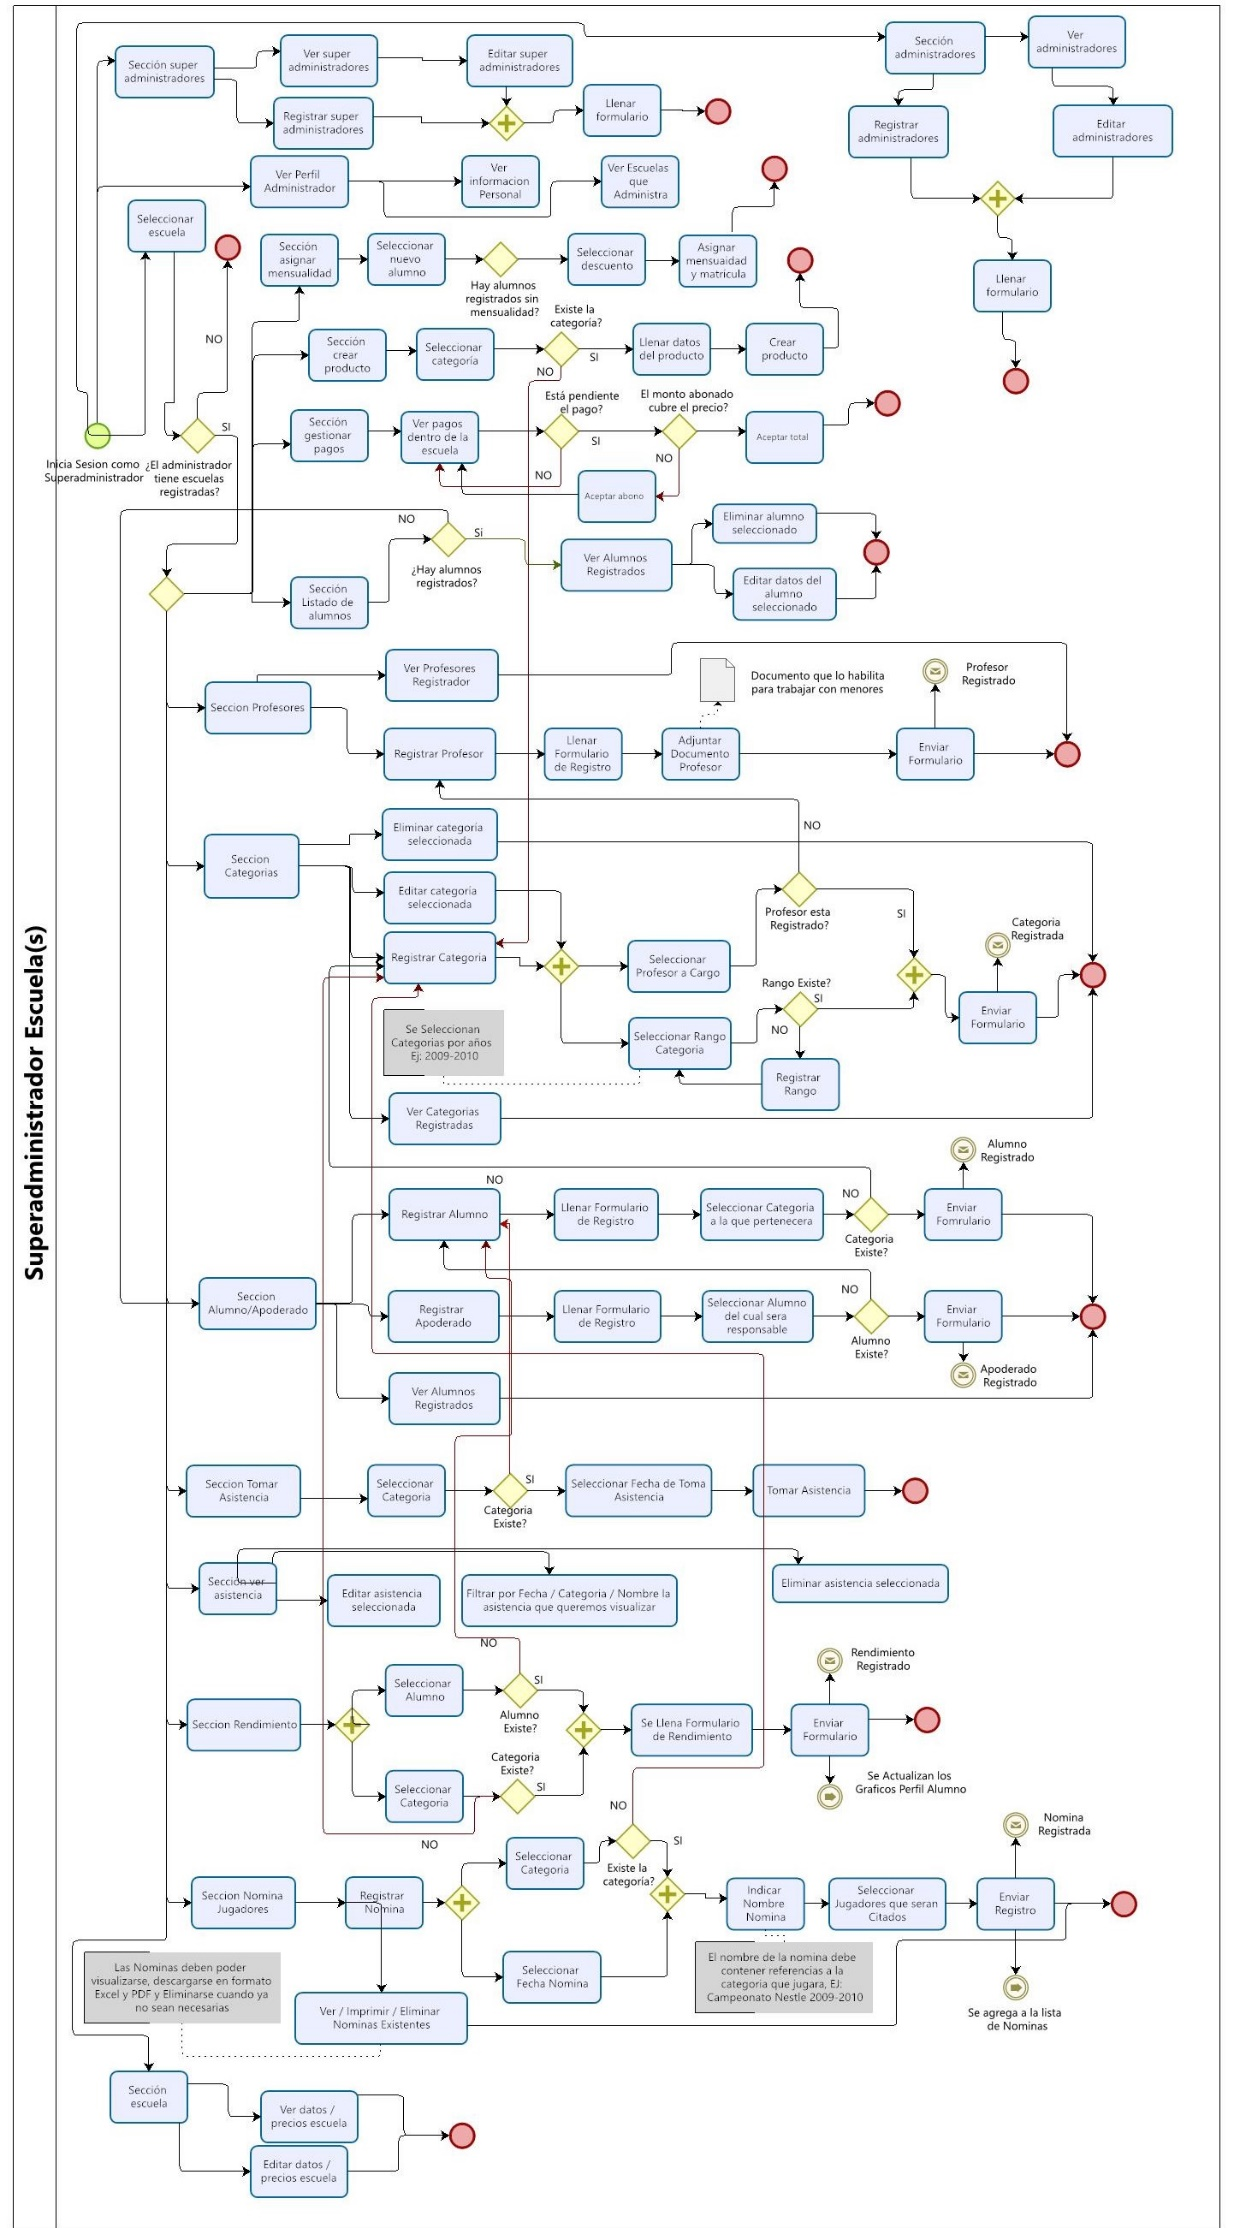 Superadministrador Escuela(s)
Sección super
administradores
Ver super
administradores
Editar super
administradores
Registrar super
administradores
Llenar
formulario
Sección
administradores
Ver
administradores
Registrar
administradores
Editar
administradores
Llenar
formulario
Ver Perfil
Administrador
Ver
informacion
Personal
Ver Escuelas
que
Administra
Seleccionar
escuela
NO
SI
Inicia Sesion como
Superadministrador
¿El administrador
tiene escuelas
registradas?
Sección
asignar
mensualidad
Seleccionar
nuevo
alumno
Hay alumnos
registrados sin
mensualidad?
Seleccionar
descuento
Asignar
mensuaidad
y matricula
Sección
crear
producto
Seleccionar
categoría
Existe la
categoría?
SI
NO
Llenar datos
del producto
Crear
producto
Sección
gestionar
pagos
Ver pagos
dentro de la
escuela
Está pendiente
el pago?
SI
NO
El monto abonado
cubre el precio?
NO
Aceptar total
Aceptar abono
Sección
Listado de
alumnos
NO
Si
¿Hay alumnos
registrados?
Ver Alumnos
Registrados
Eliminar alumno
seleccionado
Editar datos del
alumno
seleccionado
Seccion Profesores
Ver Profesores
Registrador
Registrar Profesor
Llenar
Formulario
de Registro
Adjuntar
Documento
Profesor
Documento que lo habilita
para trabajar con menores
Enviar
Formulario
Profesor
Registrado
Seccion
Categorias
Eliminar categoría
seleccionada
Editar categoría
seleccionada
Registrar Categoria
Seleccionar
Profesor a Cargo
NO
Profesor esta
Registrado?
SI
Seleccionar Rango
Categoria
Rango Existe?
SI
NO
Registrar
Rango
Categoria
Registrada
Enviar
Formulario
Se Seleccionan
Categorias por años
Ej: 2009-2010
Ver Categorias
Registradas
Seccion
Alumno/Apoderado
NO
Registrar Alumno
Llenar Formulario
de Registro
Seleccionar Categoria
a la que pertenecera
NO
Categoria
Existe?
Enviar
Fomrulario
Alumno
Registrado
Registrar
Apoderado
Llenar Formulario
de Registro
Seleccionar Alumno
del cual sera
responsable
NO
Alumno
Existe?
Enviar
Formulario
Apoderado
Registrado
Ver Alumnos
Registrados
Seccion Tomar
Asistencia
Seleccionar
Categoria
SI
Categoria
Existe?
Seleccionar Fecha de Toma
Asistencia
Tomar Asistencia
Sección ver
asistencia
Editar asistencia
seleccionada
Filtrar por Fecha / Categoria / Nombre la
asistencia que queremos visualizar
Eliminar asistencia seleccionada
Seccion Rendimiento
Seleccionar
Alumno
NO
SI
Alumno
Existe?
Seleccionar
Categoria
Categoria
Existe?
SI
NO
Se Llena Formulario
de Rendimiento
Enviar
Formulario
Rendimiento
Registrado
Se Actualizan los
Graficos Perfil Alumno
Seccion Nomina
Jugadores
Registrar
Nomina
Seleccionar
Categoria
NO
SI
Existe la
categoría?
Seleccionar
Fecha Nomina
Indicar
Nombre
Nomina
Seleccionar
Jugadores que seran
Citados
Enviar
Registro
Nomina
Registrada
Se agrega a la lista
de Nominas
Las Nominas deben poder
visualizarse, descargarse en formato
Excel y PDF y Eliminarse cuando ya
no sean necesarias
El nombre de la nomina debe
contener referencias a la
categoria que jugara, EJ:
Campeonato Nestle 2009-2010
Ver / Imprimir / Eliminar
Nominas Existentes
Sección
escuela
Ver datos /
precios escuela
Editar datos /
precios escuela